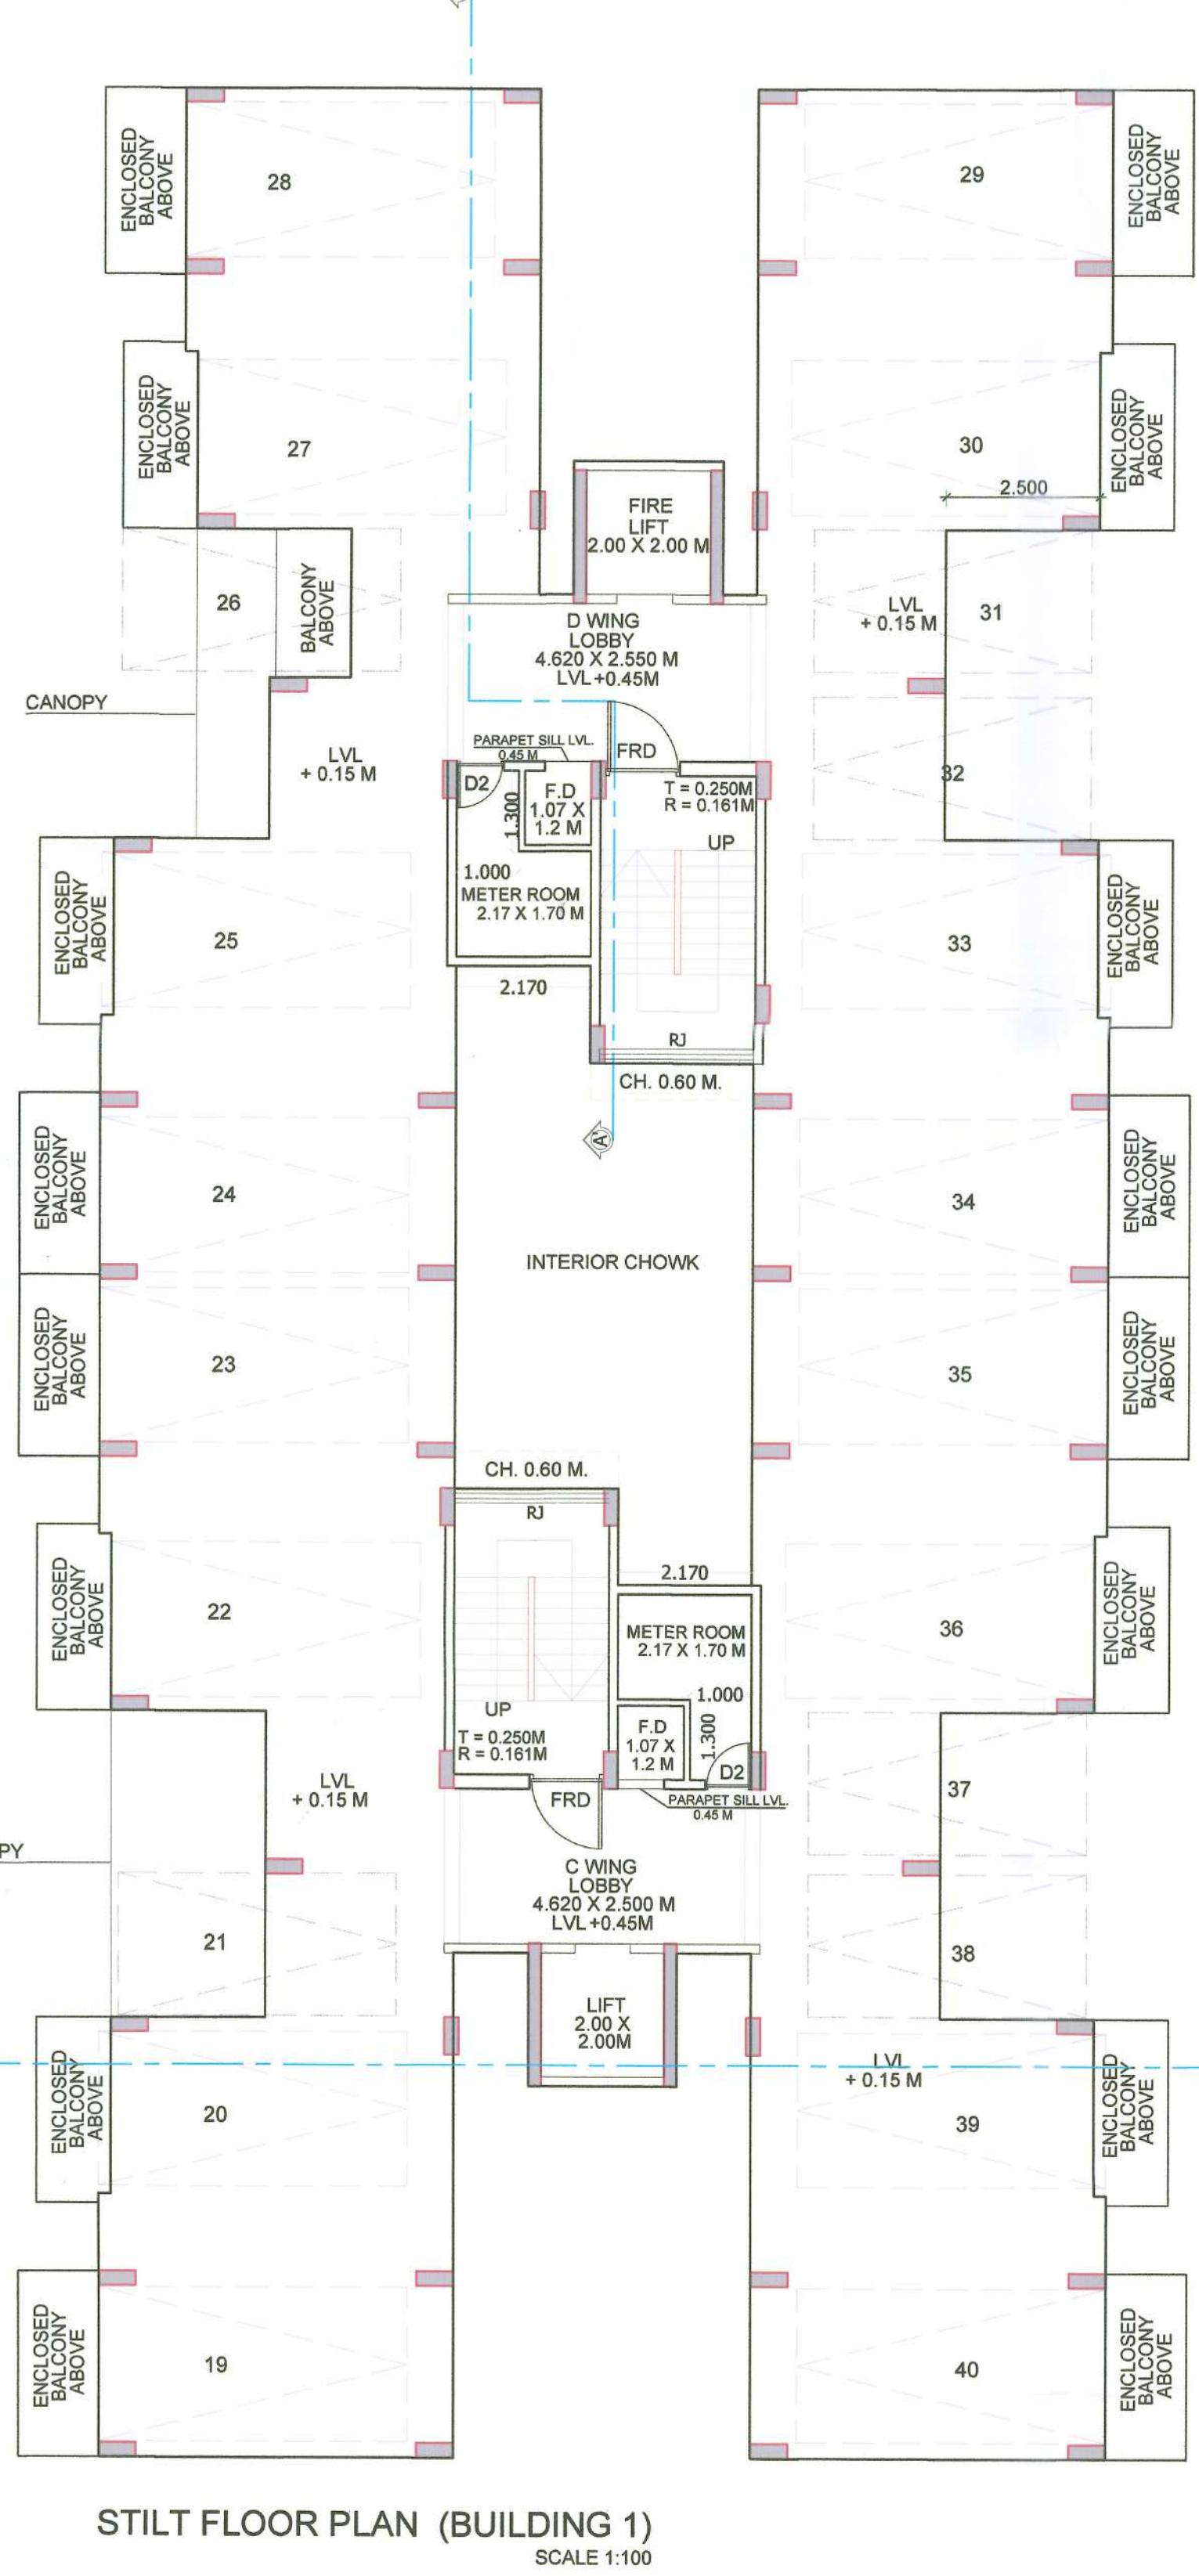 ENCLOSED
BALCONY
ABOVE
28
29
ENCLOSED
BALCONY
ABOVE
ENCLOSED
BALCONY
ABOVE
27
30
2.500
ENCLOSED
BALCONY
ABOVE
FIRE
LIFT
2.00 X 2.00 M
26
BALCONY
ABOVE
LVL
+ 0.15 M
31
D WING
LOBBY
4.620 X 2.550 M
LVL+0.45M
CANOPY
LVL
+ 0.15 M
PARAPET SILL LVL.
0.45 M
FRD
32
D2
1.300
F.D
1.07 X
1.2 M
T = 0.250M
R = 0.161M
UP
1.000
METER ROOM
2.17 X 1.70 M
ENCLOSED
BALCONY
ABOVE
25
33
ENCLOSED
BALCONY
ABOVE
2.170
RJ
CH. 0.60 M.
A'
ENCLOSED
BALCONY
ABOVE
24
34
ENCLOSED
BALCONY
ABOVE
INTERIOR CHOWK
ENCLOSED
BALCONY
ABOVE
23
35
ENCLOSED
BALCONY
ABOVE
CH. 0.60 M.
RJ
2.170
ENCLOSED
BALCONY
ABOVE
22
METER ROOM
2.17 X 1.70 M
36
ENCLOSED
BALCONY
ABOVE
1.000
UP
T = 0.250M
R = 0.161M
F.D
1.07 X
1.2 M
1.300
D2
LVL
+ 0.15 M
37
FRD
PARAPET SILL LVL.
0.45 M
PY
C WING
LOBBY
4.620 X 2.500 M
LVL+0.45M
21
38
LIFT
2.00 X
2.00M
ENCLOSED
BALCONY
ABOVE
20
LVL
+ 0.15 M
39
ENCLOSED
BALCONY
ABOVE
ENCLOSED
BALCONY
ABOVE
19
40
ENCLOSED
BALCONY
ABOVE
STILT FLOOR PLAN (BUILDING 1)
SCALE 1:100